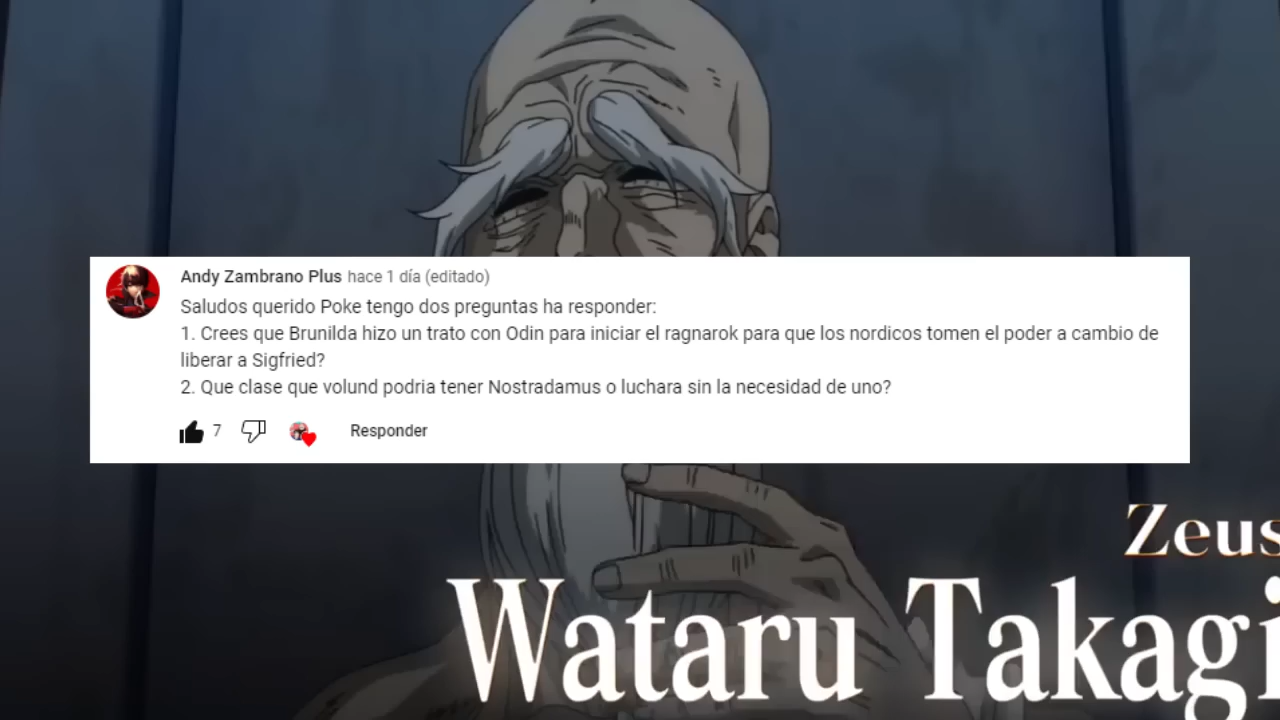 Andy Zambrano Plus hace 1 día (editado)
Saludos querido Poke tengo dos preguntas ha responder:
1. Crees que Brunilda hizo un trato con Odin para iniciar el ragnarok para que los nordicos tomen el poder a cambio de
liberar a Sigfried?
2. Que clase que volund podria tener Nostradamus o luchara sin la necesidad de uno?
7 Responder
Zeus
Wataru Takagi